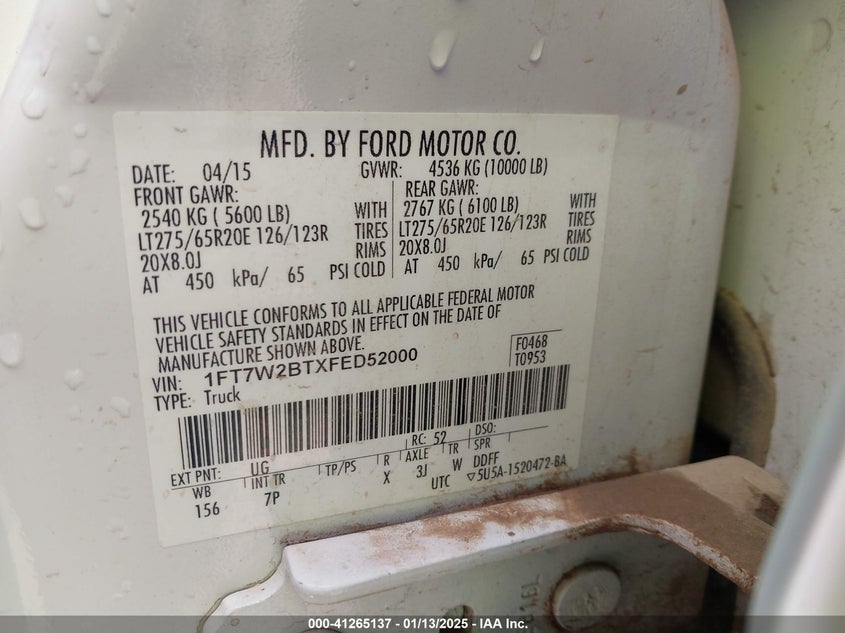 MFD. BY FORD MOTOR CO.
DATE: 04/15 GVWR: 4536 KG (10000 LB)
FRONT GAWR: REAR GAWR:
2540 KG ( 5600 LB) WITH 2767 KG ( 6100 LB) WITH
LT275/65R20E 126/123R TIRES LT275/65R20E 126/123R TIRES
20X8.0J RIMS 20X8.0J RIMS
AT 450 kPa/ 65 PSI COLD AT 450 kPa/ 65 PSI COLD
THIS VEHICLE CONFORMS TO ALL APPLICABLE FEDERAL MOTOR
VEHICLE SAFETY STANDARDS IN EFFECT ON THE DATE OF
MANUFACTURE SHOWN ABOVE.
VIN: 1FT7W2BTXFED52000 F0468
TYPE: Truck T0953
RC: 52 DSO:
EXT PNT: UG
WB INT TR TP/PS R AXLE TR SPR
156 7P X 3J W DDFF
UTC ▽5U5A-1520472-BA
000-41265137 - 01/13/2025 - IAA Inc.